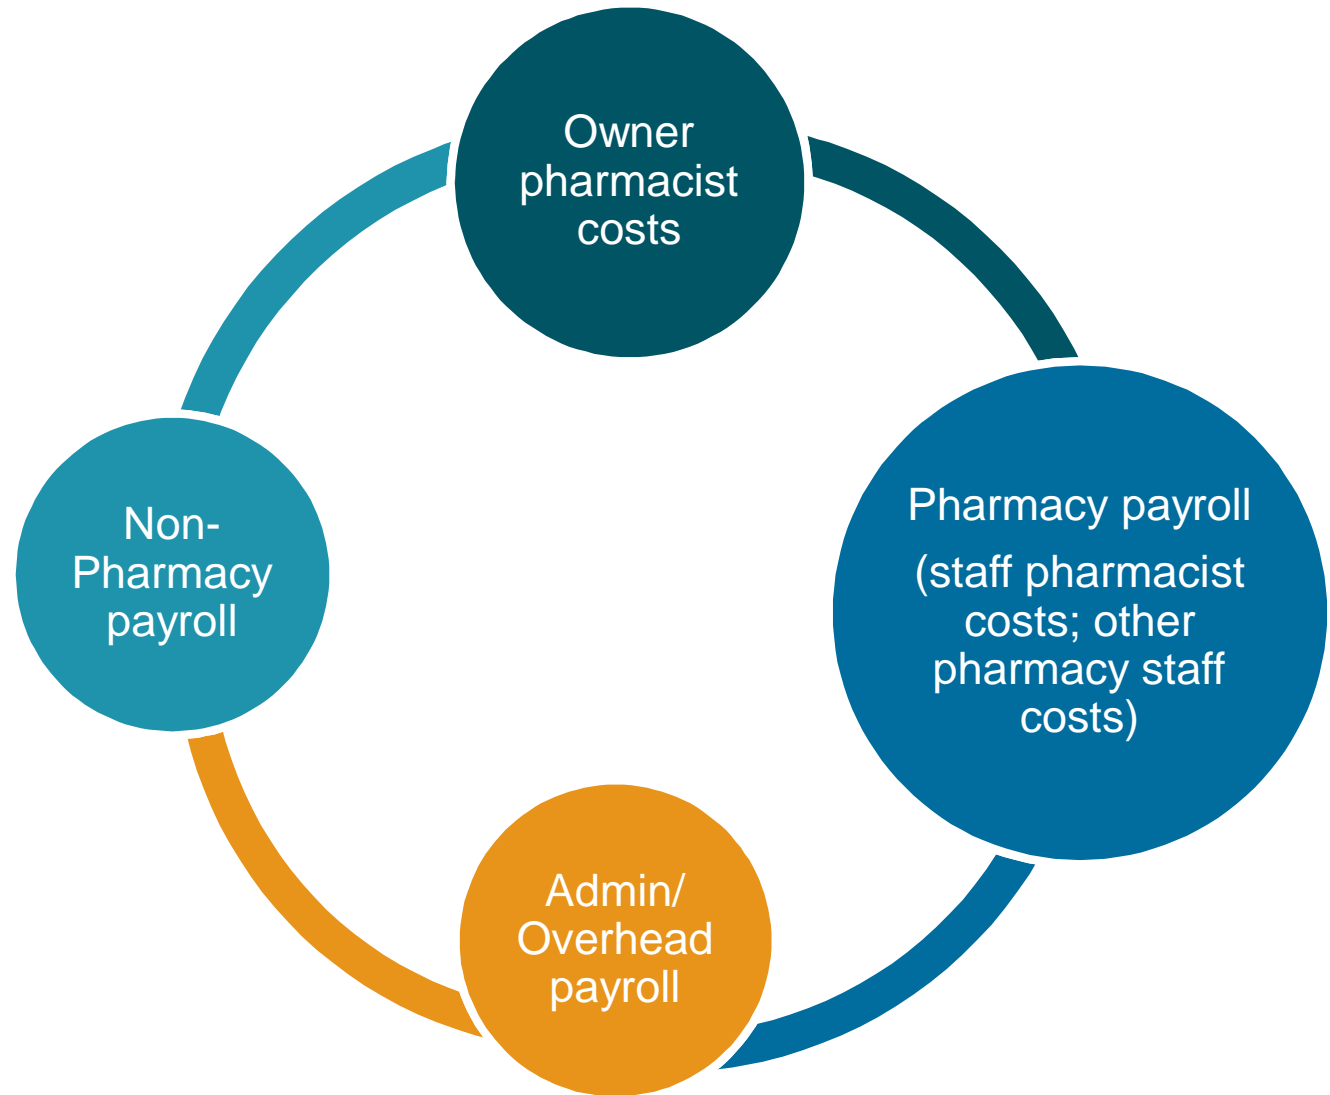 Owner
pharmacist
costs
Pharmacy payroll
(staff pharmacist
costs; other
pharmacy staff
costs)
Admin/
Overhead
payroll
Non-
Pharmacy
payroll